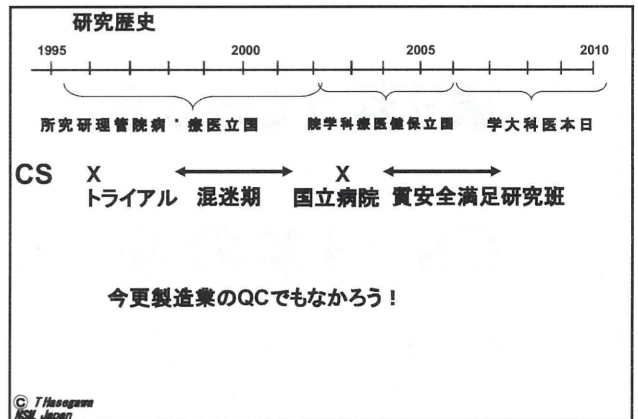 研究歴史
1995 2000 2005 2010
所究研理管院病・療医立国 院学科療医健保立国 学大科医本日
CS X X
トライアル 混迷期 国立病院 質安全満足研究班
今更製造業のQCでもなかろう！
© T Hasegawa
NSM, Japan